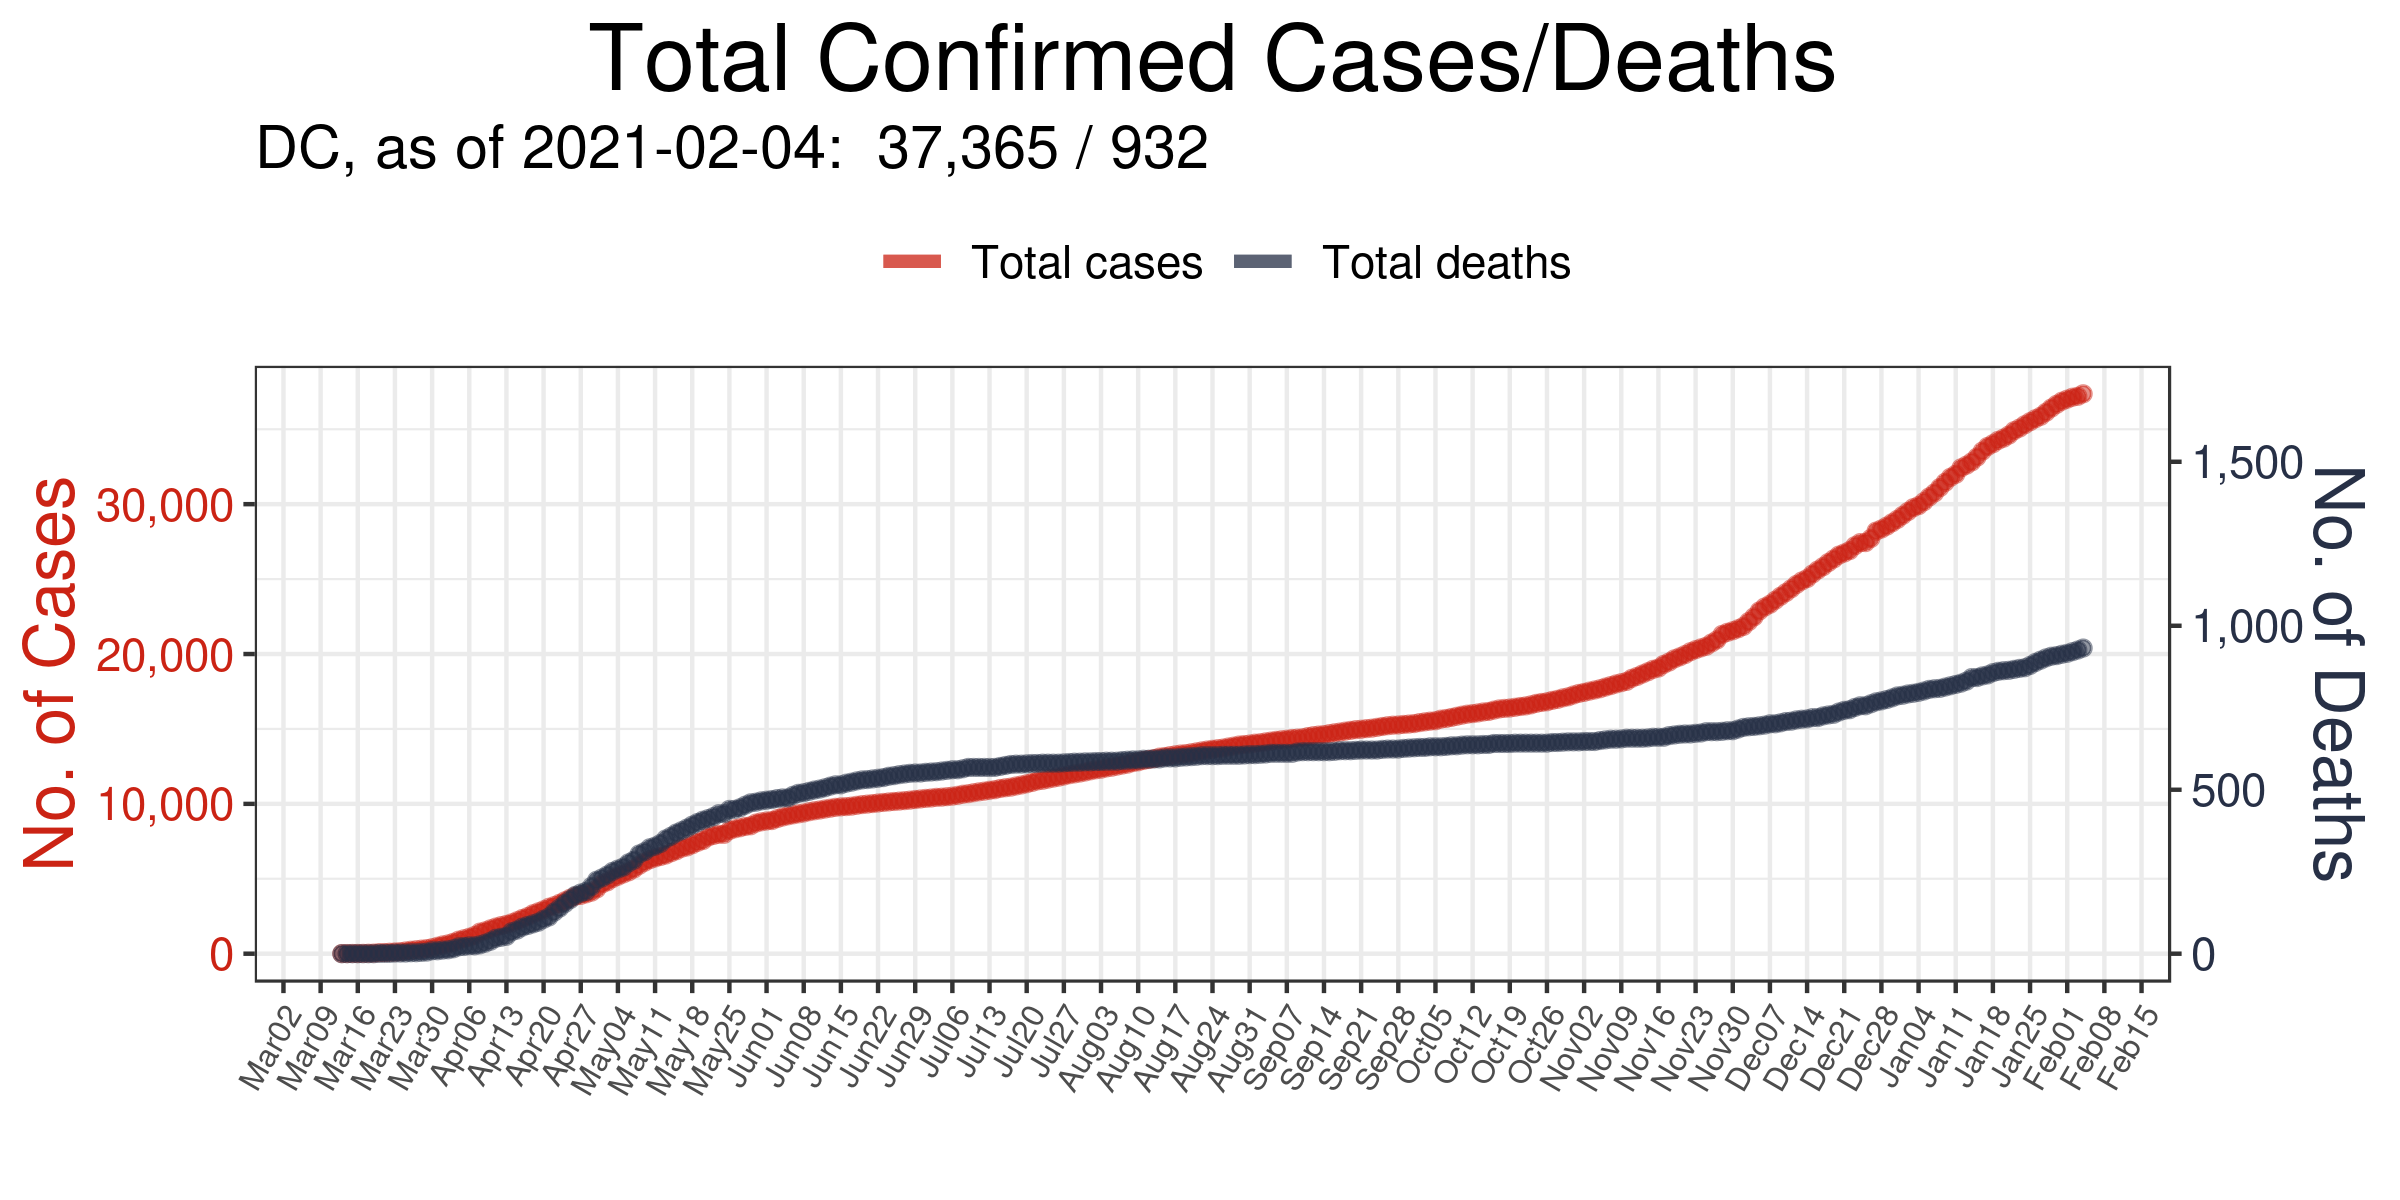 Total Confirmed Cases/Deaths
DC, as of 2021-02-04:  37,365 / 932
Total cases
Total deaths
No. of Cases
30,000
20,000
10,000
0
1,500
1,000
500
0
No. of Deaths
Mar02
Mar09
Mar16
Mar23
Mar30
Apr06
Apr13
Apr20
Apr27
May04
May11
May18
May25
Jun01
Jun08
Jun15
Jun22
Jun29
Jul06
Jul13
Jul20
Jul27
Aug03
Aug10
Aug17
Aug24
Aug31
Sep07
Sep14
Sep21
Sep28
Oct05
Oct12
Oct19
Oct26
Nov02
Nov09
Nov16
Nov23
Nov30
Dec07
Dec14
Dec21
Dec28
Jan04
Jan11
Jan18
Jan25
Feb01
Feb08
Feb15